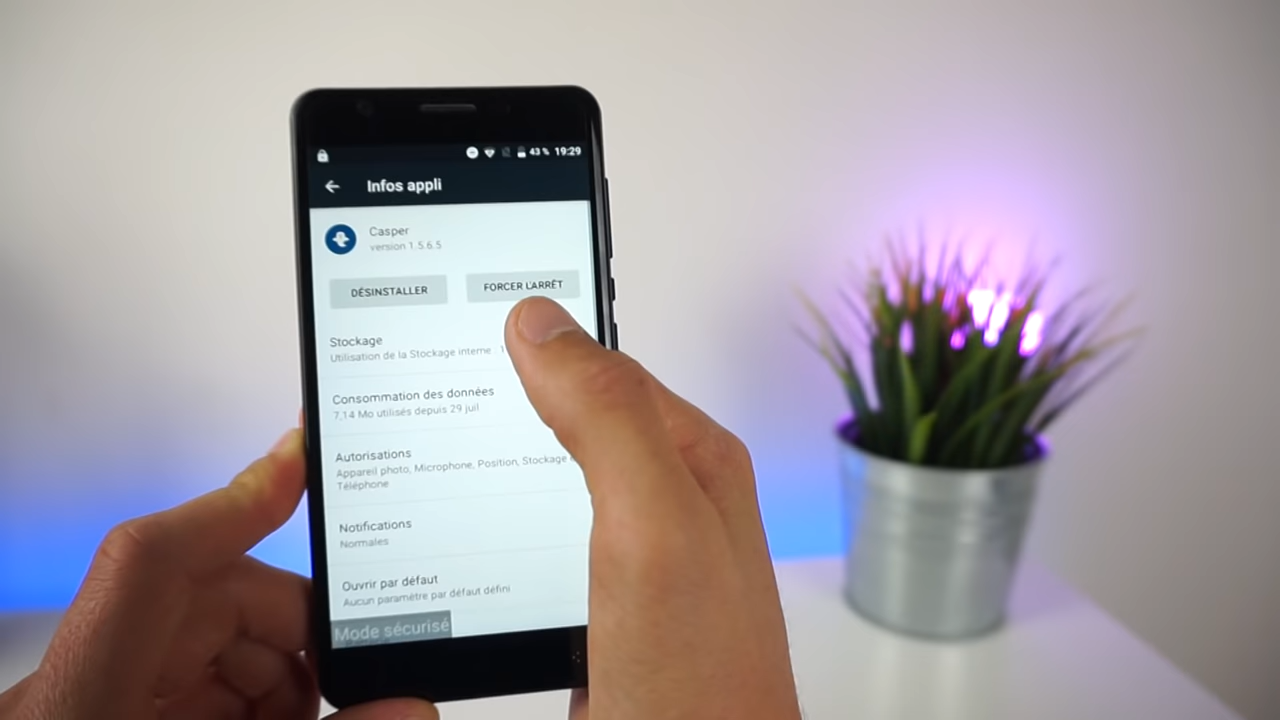 43 % 19:29
Infos appli
Casper
version 1.5.6.5
DÉSINSTALLER
FORCER L'ARRÊT
Stockage
Utilisation de la Stockage interne
Consommation des données
7,14 Mo utilisés depuis 29 juil
Autorisations
Appareil photo, Microphone, Position, Stockage
Téléphone
Notifications
Normales
Ouvrir par défaut
Aucun paramètre par défaut défini
Mode sécurisé